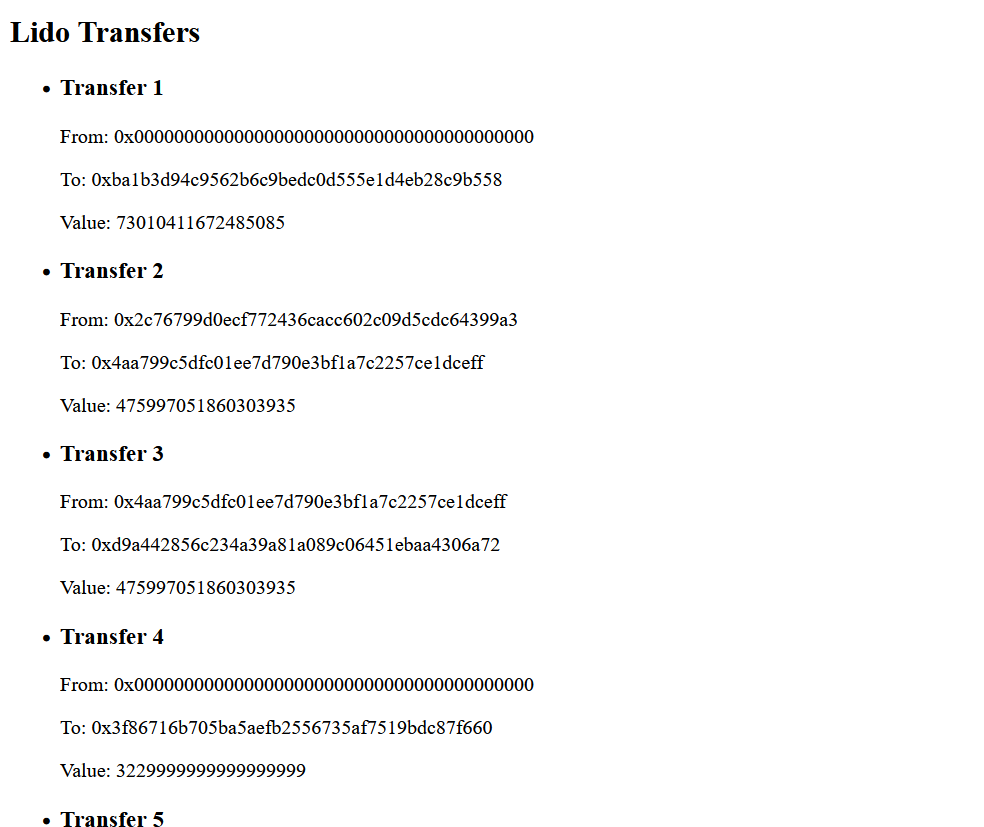 Lido Transfers
Transfer 1
From: 0x0000000000000000000000000000000000000000
To: 0xba1b3d94c9562b6c9bedc0d555e1d4eb28c9b558
Value: 73010411672485085
Transfer 2
From: 0x2c76799d0ecf772436cacc602c09d5cdc64399a3
To: 0x4aa799c5dfc01ee7d790e3bf1a7c2257ce1dceff
Value: 475997051860303935
Transfer 3
From: 0x4aa799c5dfc01ee7d790e3bf1a7c2257ce1dceff
To: 0xd9a442856c234a39a81a089c06451ebaa4306a72
Value: 475997051860303935
Transfer 4
From: 0x0000000000000000000000000000000000000000
To: 0x3f86716b705ba5aefb2556735af7519bdc87f660
Value: 3229999999999999999
Transfer 5